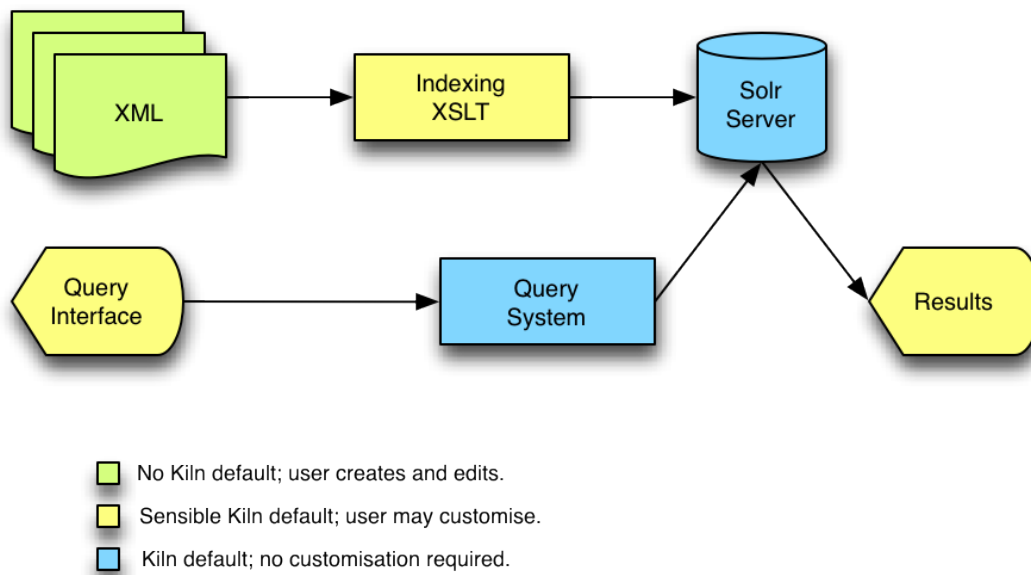 XML
Indexing
XSLT
Solr
Server
Query
Interface
Query
System
Results
No Kiln default; user creates and edits.
Sensible Kiln default; user may customise.
Kiln default; no customisation required.